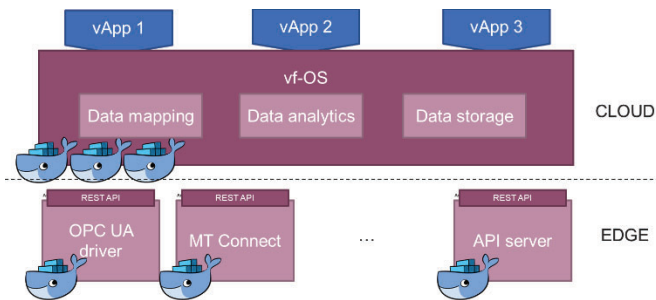 vApp 1
vApp 2
vApp 3
vf-OS
Data mapping
Data analytics
Data storage
CLOUD
REST API
REST API
REST API
OPC UA
driver
MT Connect
...
API server
EDGE